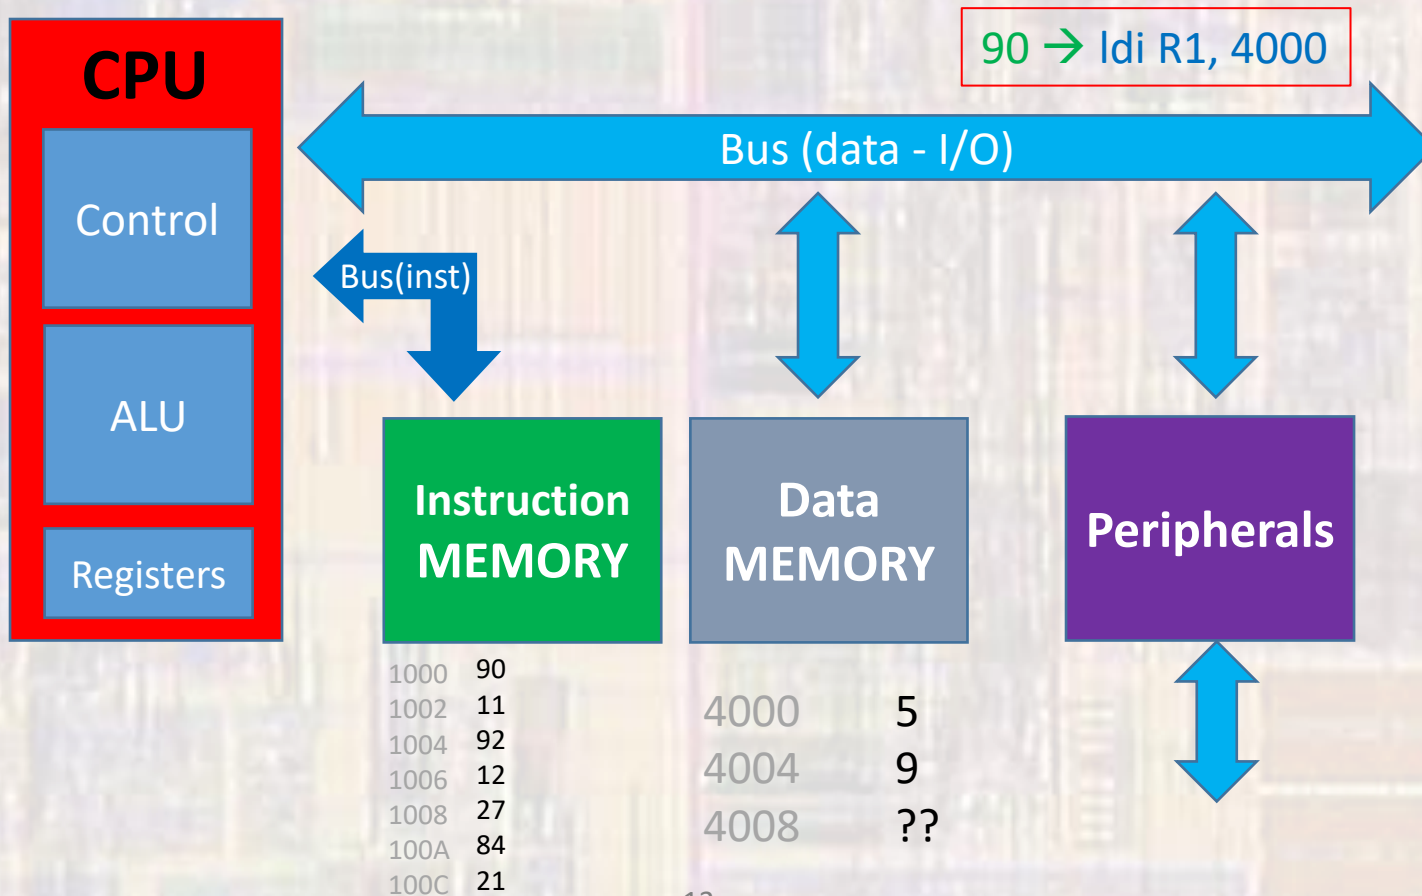 90 → ldi R1, 4000
CPU
Control
ALU
Registers
Bus (data - I/O)
Bus(inst)
Instruction
MEMORY
Data
MEMORY
Peripherals
1000 90
1002 11
1004 92
1006 12
1008 27
100A 84
100C 21
4000 5
4004 9
4008 ??